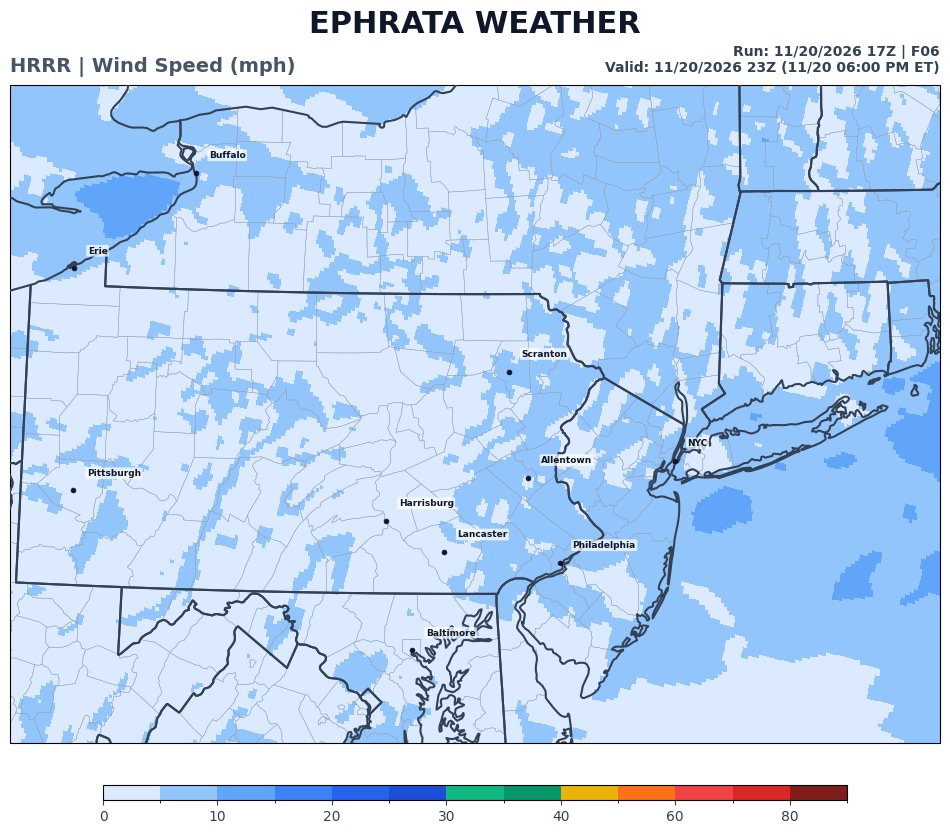 EPHRATA WEATHER
HRRR | Wind Speed (mph)
Run: 11/20/2026 17Z | F06
Valid: 11/20/2026 23Z (11/20 06:00 PM ET)
Buffalo
Erie
Scranton
NYC
Allentown
Pittsburgh
Harrisburg
Lancaster
Philadelphia
Baltimore
0 10 20 30 40 50 60 70 80